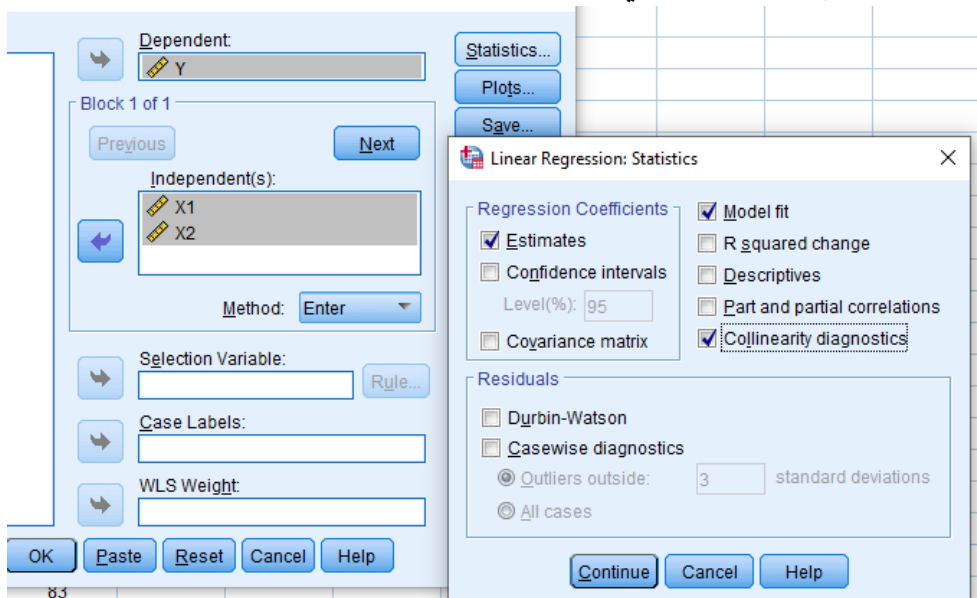 Dependent:
Y
Statistics...
Plots...
Save...
Block 1 of 1
Previous
Next
Independent(s):
X1
X2
Method: Enter
Selection Variable:
Rule...
Case Labels:
WLS Weight:
OK Paste Reset Cancel Help
83
Linear Regression: Statistics
Regression Coefficients
Estimates
Confidence intervals
Level(%): 95
Covariance matrix
Model fit
R squared change
Descriptives
Part and partial correlations
Collinearity diagnostics
Residuals
Durbin-Watson
Casewise diagnostics
Outliers outside: 3 standard deviations
All cases
Continue Cancel Help